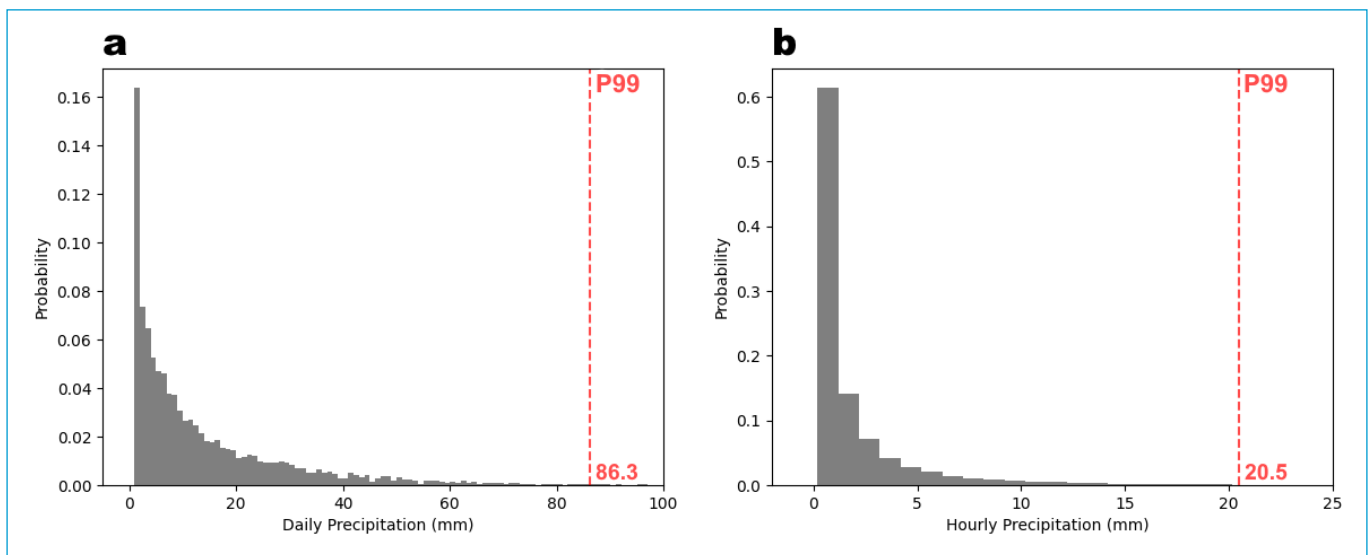 a
P99
0.16
0.14
0.12
0.10
0.08
0.06
0.04
0.02
0.00
Probability
86.3
0 20 40 60 80 100
Daily Precipitation (mm)
b
P99
0.6
0.5
0.4
0.3
0.2
0.1
0.0
Probability
20.5
0 5 10 15 20 25
Hourly Precipitation (mm)